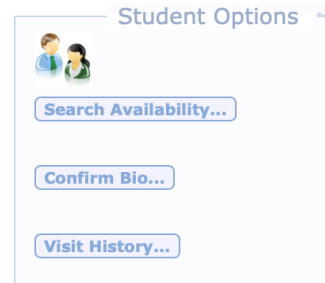 Student Options
Search Availability...
Confirm Bio...
Visit History...